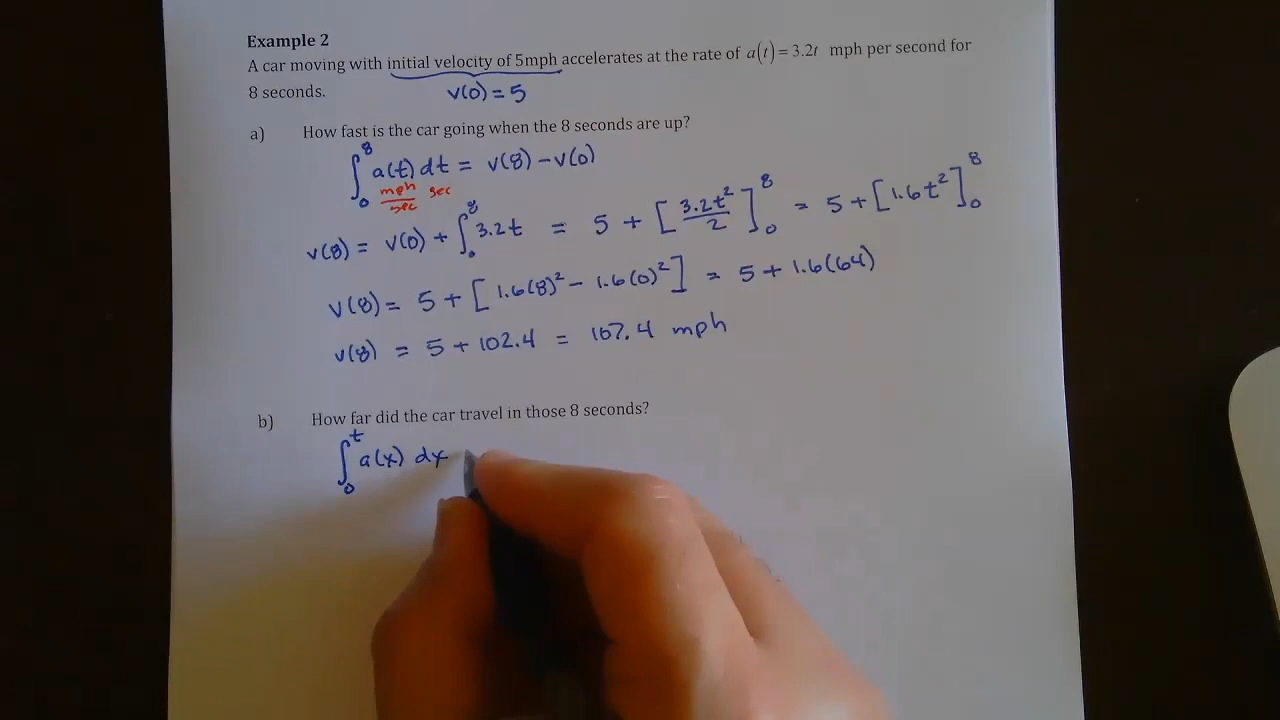 Example 2
A car moving with initial velocity of 5mph accelerates at the rate of a(t) = 3.2t mph per second for
8 seconds. v(0) = 5
a) How fast is the car going when the 8 seconds are up?
∫₀⁸ a(t) dt = v(8) - v(0)
mph/sec sec
v(8) = v(0) + ∫₀⁸ 3.2t = 5 + [3.2t²/2]₀⁸ = 5 + [1.6t²]₀⁸
v(8) = 5 + [1.6(8)² - 1.6(0)²] = 5 + 1.6(64)
v(8) = 5 + 102.4 = 107.4 mph
b) How far did the car travel in those 8 seconds?
∫₀ᵗ a(x) dx